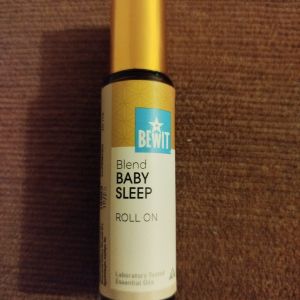 BEWIT
Blend
BABY
SLEEP
ROLL ON
Laboratory Tested
Essential Oils